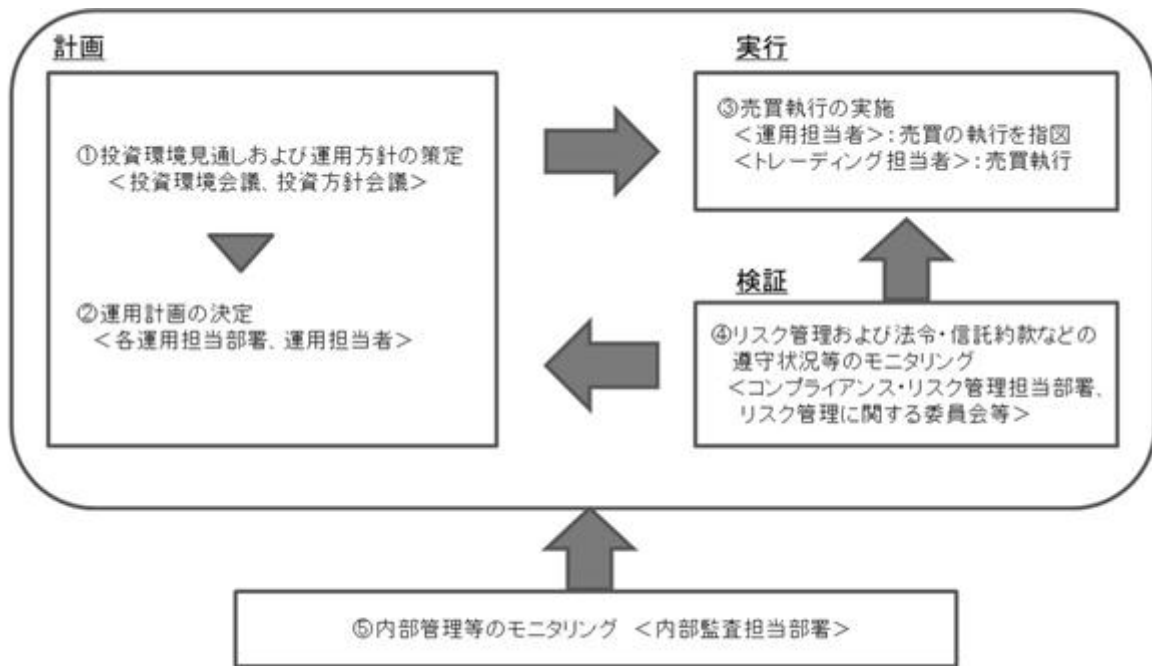 計画
①投資環境見通しおよび運用方針の策定
＜投資環境会議、投資方針会議＞
②運用計画の決定
＜各運用担当部署、運用担当者＞
実行
③売買執行の実施
＜運用担当者＞：売買の執行を指図
＜トレーディング担当者＞：売買執行
検証
④リスク管理および法令・信託約款などの
遵守状況等のモニタリング
＜コンプライアンス・リスク管理担当部署、
リスク管理に関する委員会等＞
⑤内部管理等のモニタリング ＜内部監査担当部署＞